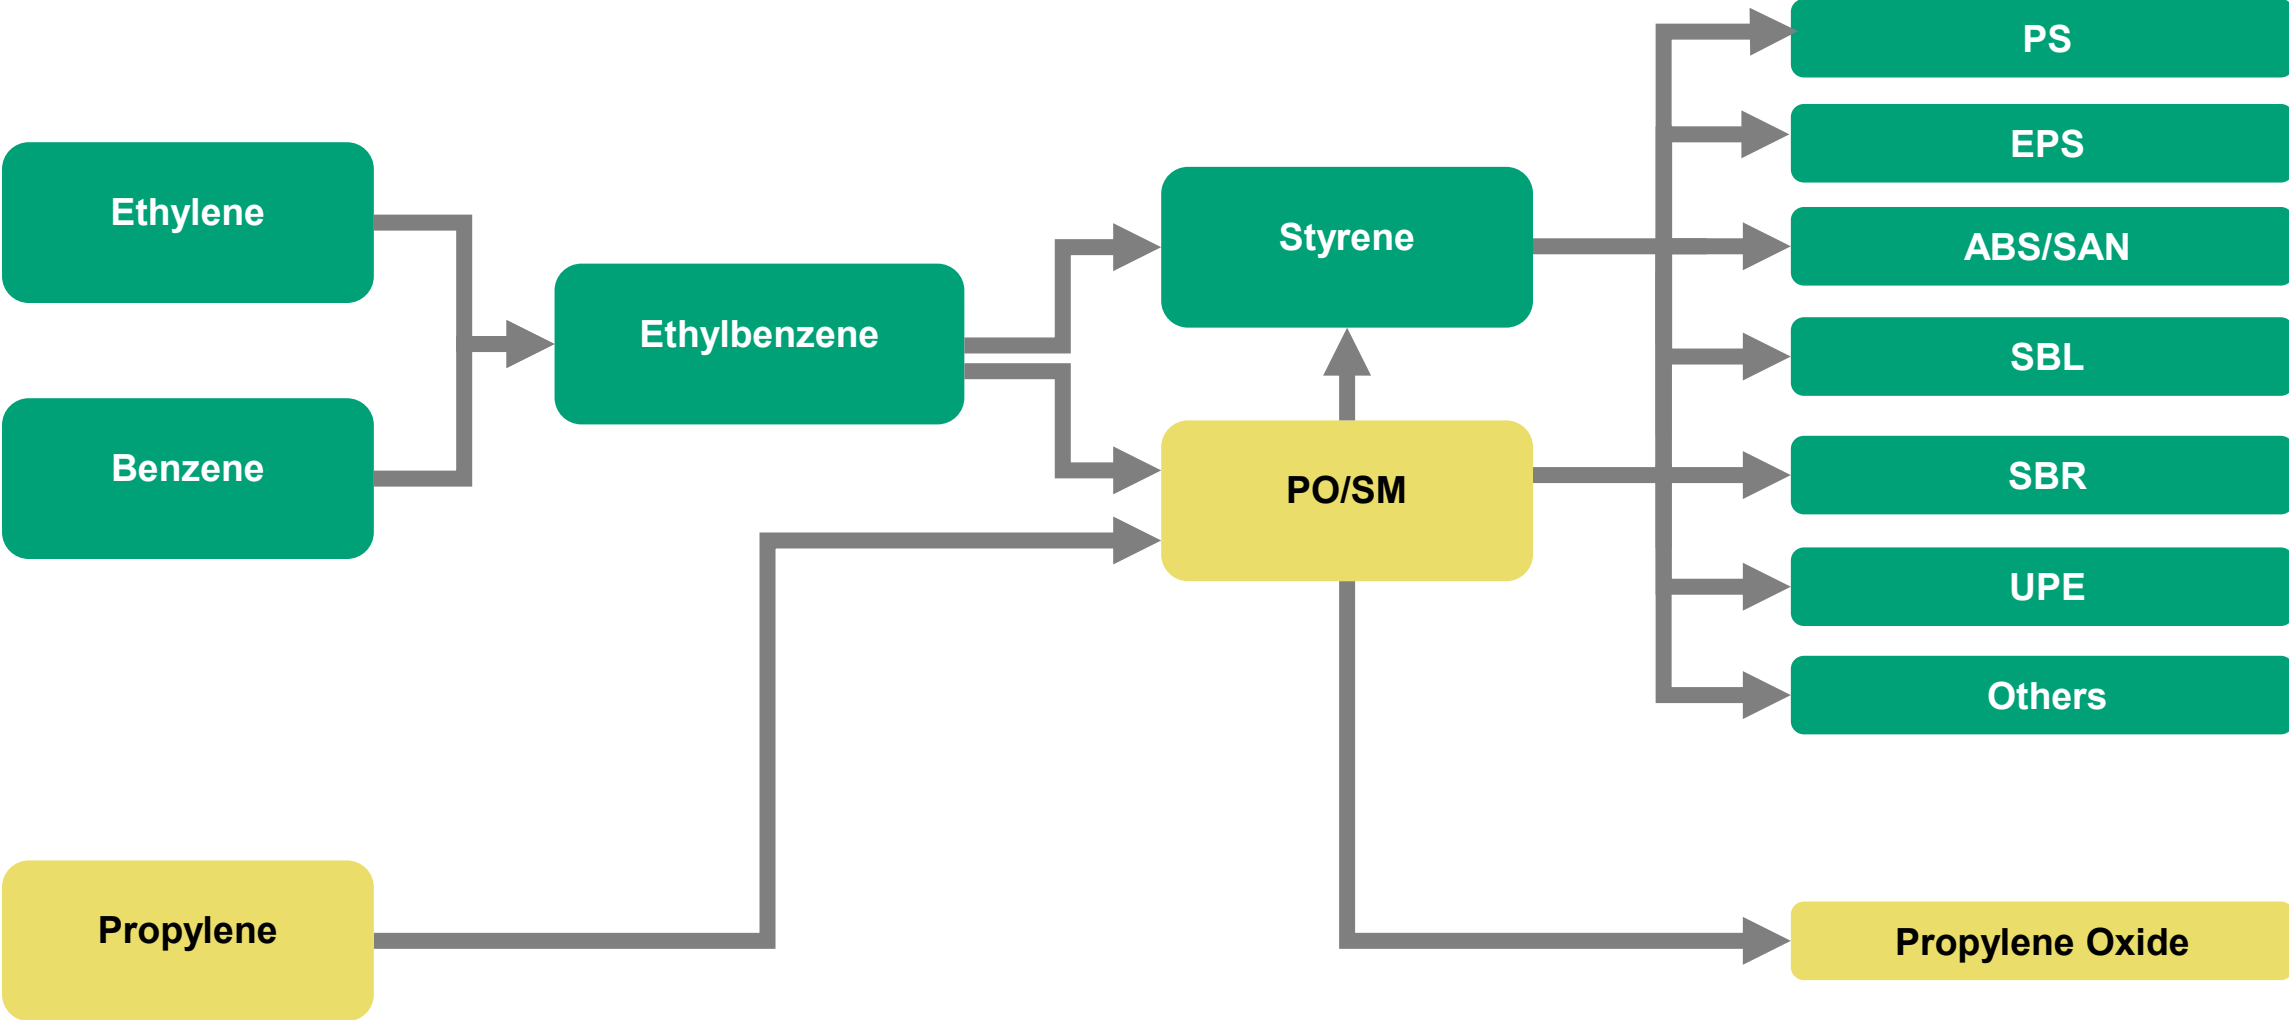 PS
EPS
Ethylene
Styrene
ABS/SAN
Ethylbenzene
SBL
Benzene
PO/SM
SBR
UPE
Others
Propylene
Propylene Oxide